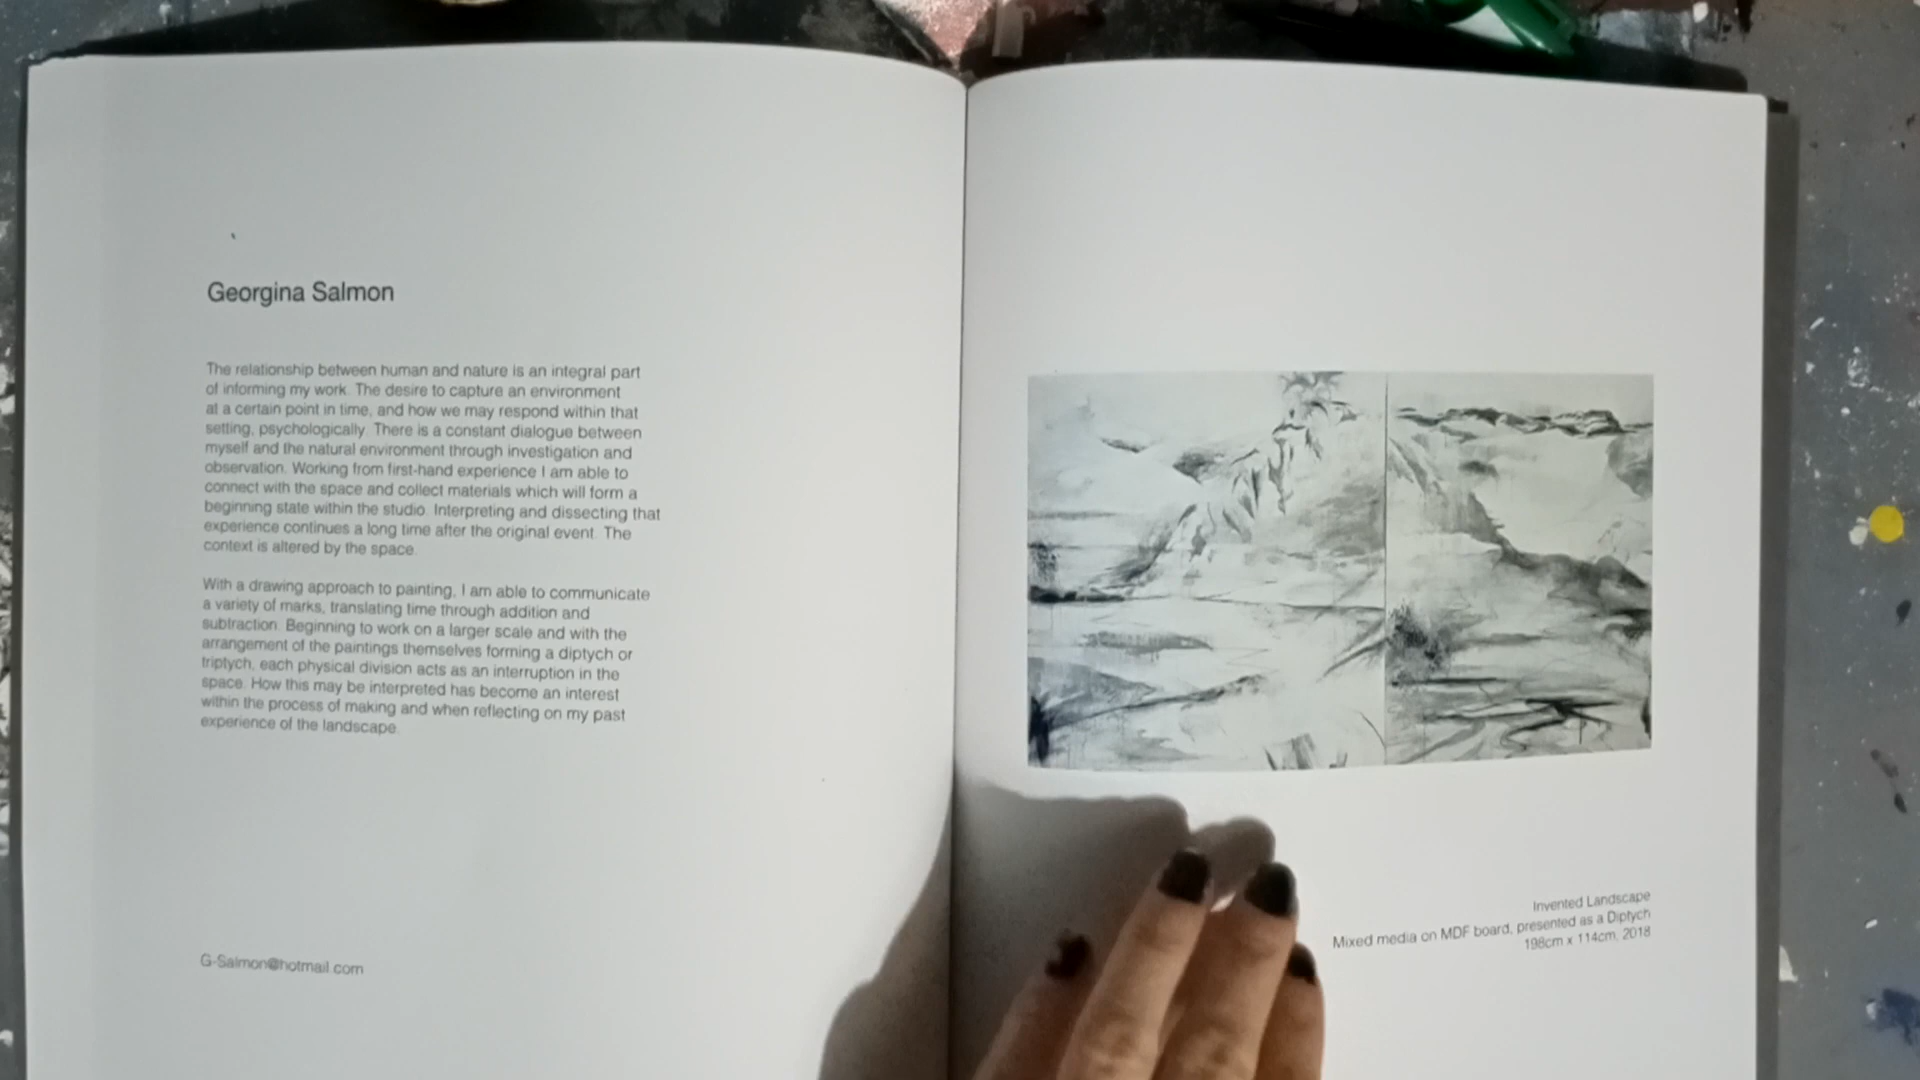 Georgina Salmon
The relationship between human and nature is an integral part
of informing my work. The desire to capture an environment
at a certain point in time, and how we may respond within that
setting, psychologically. There is a constant dialogue between
myself and the natural environment through investigation and
observation. Working from first-hand experience I am able to
connect with the space and collect materials which will form a
beginning state within the studio. Interpreting and dissecting that
experience continues a long time after the original event. The
context is altered by the space.
With a drawing approach to painting, I am able to communicate
a variety of marks, translating time through addition and
subtraction. Beginning to work on a larger scale and with the
arrangement of the paintings themselves forming a diptych or
triptych, each physical division acts as an interruption in the
space. How this may be interpreted has become an interest
within the process of making and when reflecting on my past
experience of the landscape.
G-Salmon@hotmail.com
Invented Landscape
Mixed media on MDF board, presented as a Diptych
198cm x 114cm, 2018